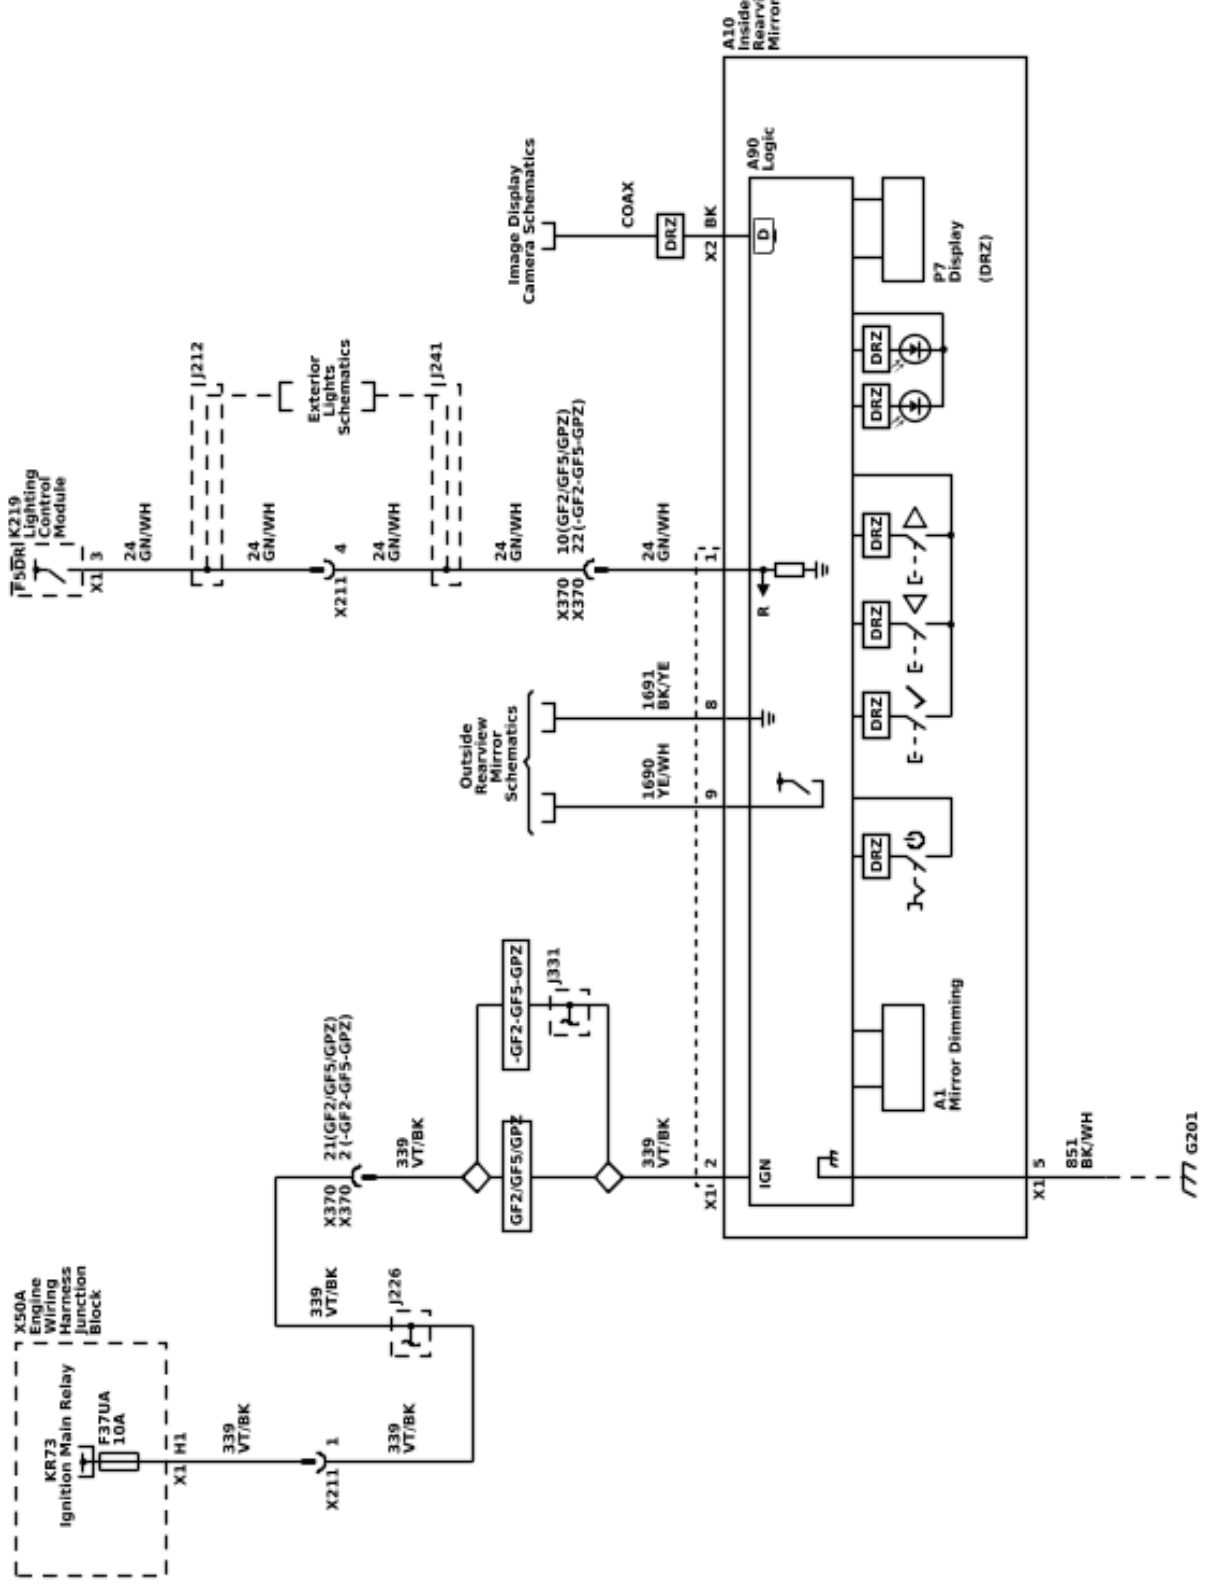 X50A
Engine
Wiring
Harness
Junction
Block
KR73
Ignition Main Relay
F37UA
10A
X1 H1
339
VT/BK
X211 1
339
VT/BK
J226
339
VT/BK
X370 21(GF2/GF5/GPZ)
X370 2 (-GF2-GF5-GPZ)
339
VT/BK
GF2/GF5/GPZ
-GF2-GF5-GPZ
J331
339
VT/BK
X1 2
K219
Lighting
Control
Module
F5DR
X1 3
24
GN/WH
J212
24
GN/WH
Exterior
Lights
Schematics
X211 4
24
GN/WH
J241
24
GN/WH
X370 10(GF2/GF5/GPZ)
X370 22 (-GF2-GF5-GPZ)
24
GN/WH
1
Outside
Rearview
Mirror
Schematics
1690
YE/WH
9
1691
BK/YE
8
Image Display
Camera Schematics
COAX
DRZ
X2 BK
A10
Inside
Rearvi
Mirror
A90
Logic
IGN
R
D
DRZ
DRZ
DRZ
DRZ
DRZ
DRZ
A1
Mirror Dimming
P7
Display
(DRZ)
X1 5
851
BK/WH
G201